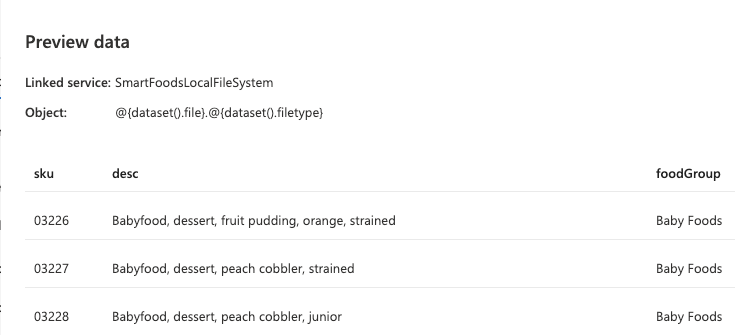 Preview data
Linked service: SmartFoodsLocalFileSystem
Object: @{dataset().file}.@{dataset().filetype}
sku desc foodGroup
03226 Babyfood, dessert, fruit pudding, orange, strained Baby Foods
03227 Babyfood, dessert, peach cobbler, strained Baby Foods
03228 Babyfood, dessert, peach cobbler, junior Baby Foods